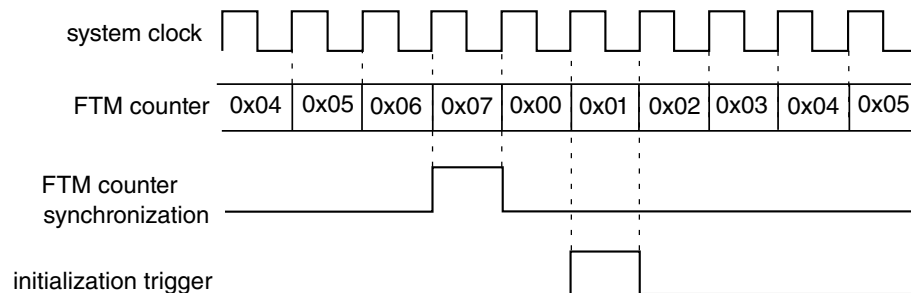 system clock
FTM counter 0x04 0x05 0x06 0x07 0x00 0x01 0x02 0x03 0x04 0x05
FTM counter
synchronization
initialization trigger